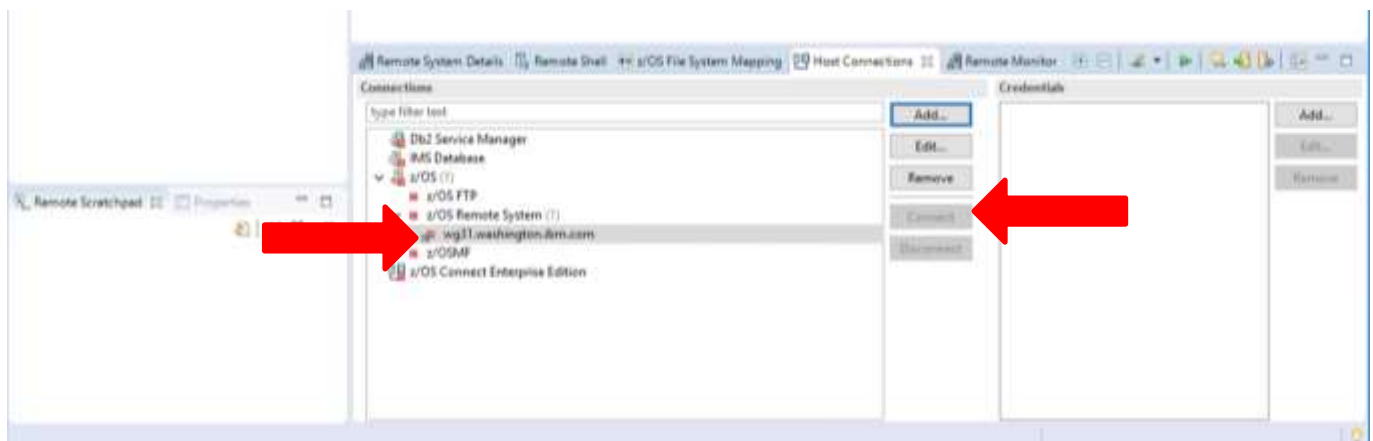 Remote System Details Remote Shell z/OS File System Mapping Host Connections Remote Monitor
Connections
type filter text
Db2 Service Manager
IMS Database
z/OS (1)
z/OS FTP
z/OS Remote System (1)
wg31.washington.ibm.com
z/OSMF
z/OS Connect Enterprise Edition
Add...
Edit...
Remove
Connect
Disconnect
Credentials
Add...
Edit...
Remove
Remote Scratchpad Properties